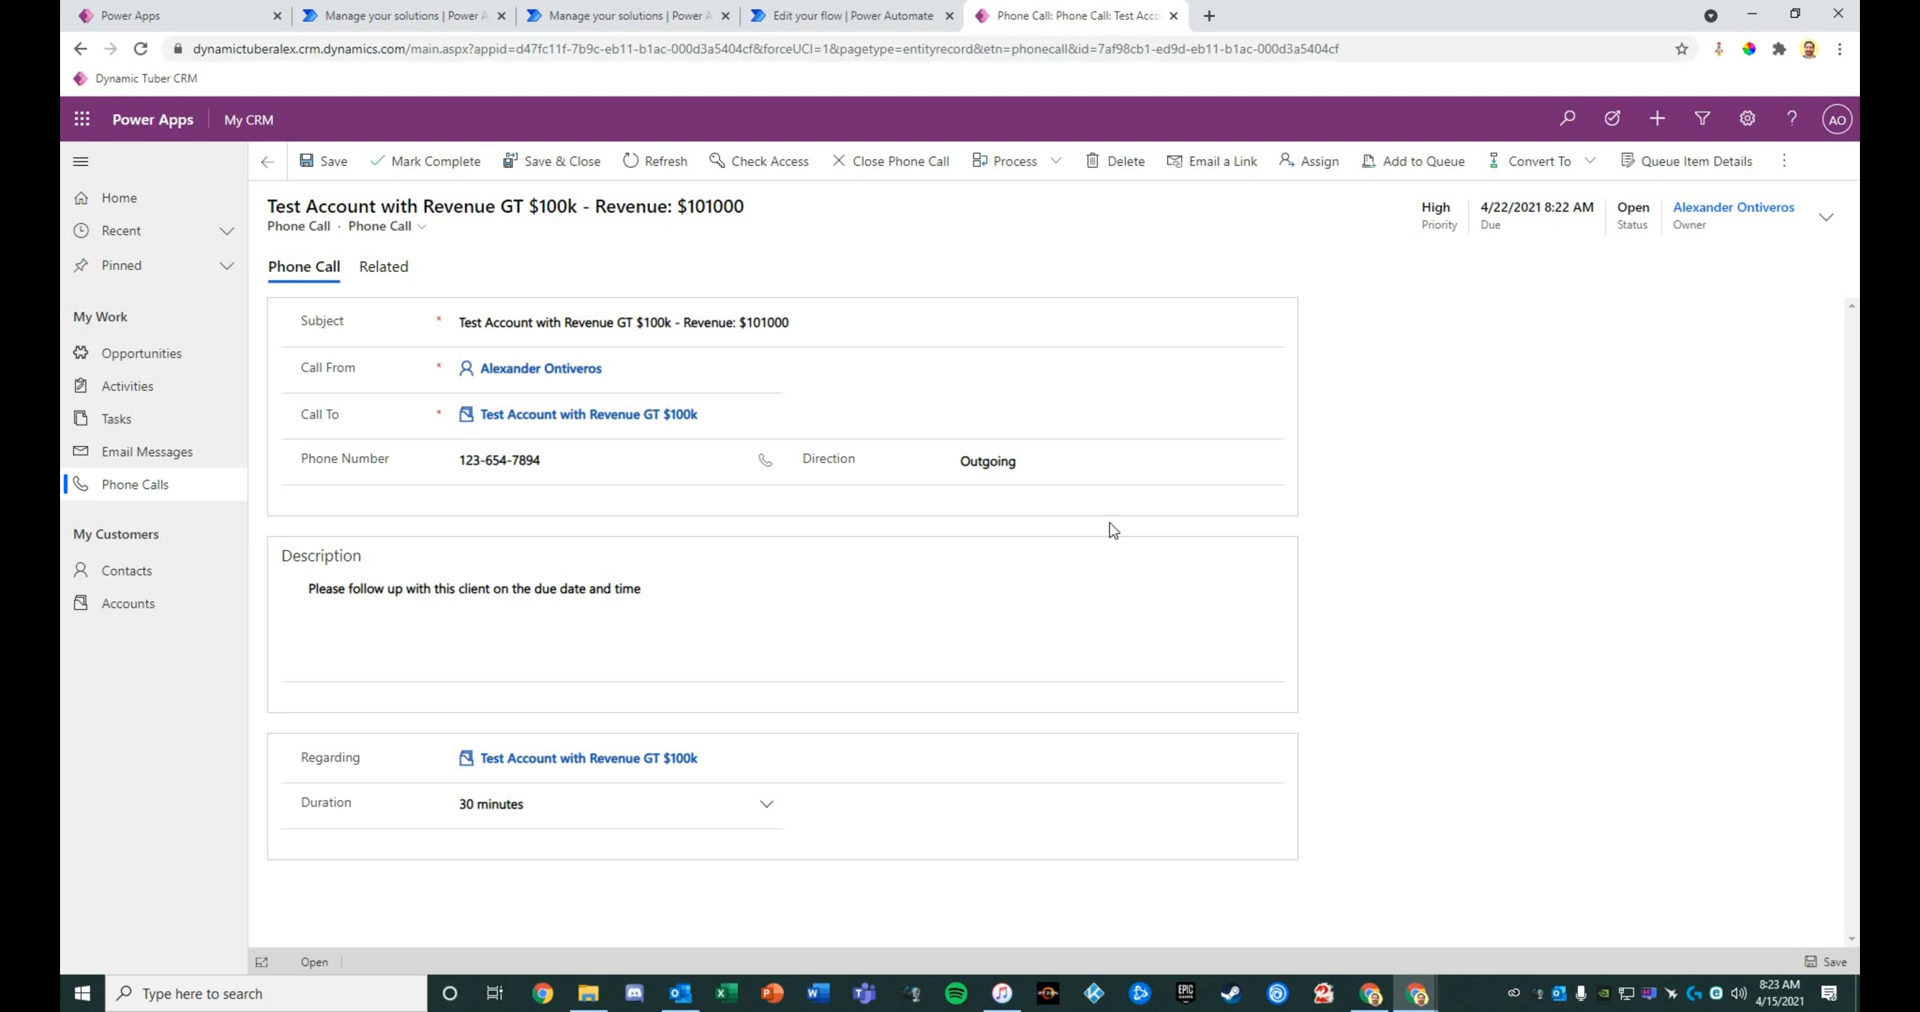 Power Apps
Manage your solutions | Power A
Manage your solutions | Power A
Edit your flow | Power Automate
Phone Call: Phone Call: Test Acco
dynamictuberalex.crm.dynamics.com/main.aspx?appid=d47fc11f-7b9c-eb11-b1ac-000d3a5404cf&forceUCI=1&pagetype=entityrecord&etn=phonecall&id=7af98cb1-ed9d-eb11-b1ac-000d3a5404cf
Dynamic Tuber CRM
Power Apps My CRM AO
Save Mark Complete Save & Close Refresh Check Access Close Phone Call Process Delete Email a Link Assign Add to Queue Convert To Queue Item Details
Home
Recent
Pinned
My Work
Opportunities
Activities
Tasks
Email Messages
Phone Calls
My Customers
Contacts
Accounts
Test Account with Revenue GT $100k - Revenue: $101000
Phone Call · Phone Call
High
Priority
4/22/2021 8:22 AM
Due
Open
Status
Alexander Ontiveros
Owner
Phone Call Related
Subject * Test Account with Revenue GT $100k - Revenue: $101000
Call From * Alexander Ontiveros
Call To * Test Account with Revenue GT $100k
Phone Number 123-654-7894 Direction Outgoing
Description
Please follow up with this client on the due date and time
Regarding Test Account with Revenue GT $100k
Duration 30 minutes
Open Save
Type here to search
EPIC GAMES
8:23 AM
4/15/2021